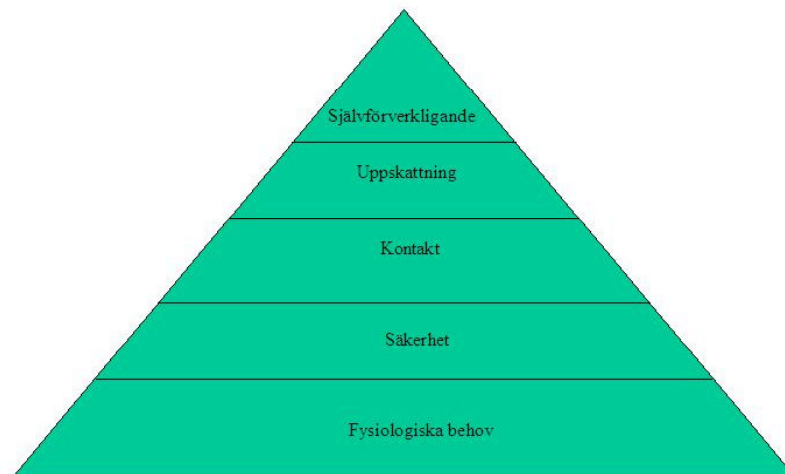 Självförverkligande
Uppskattning
Kontakt
Säkerhet
Fysiologiska behov